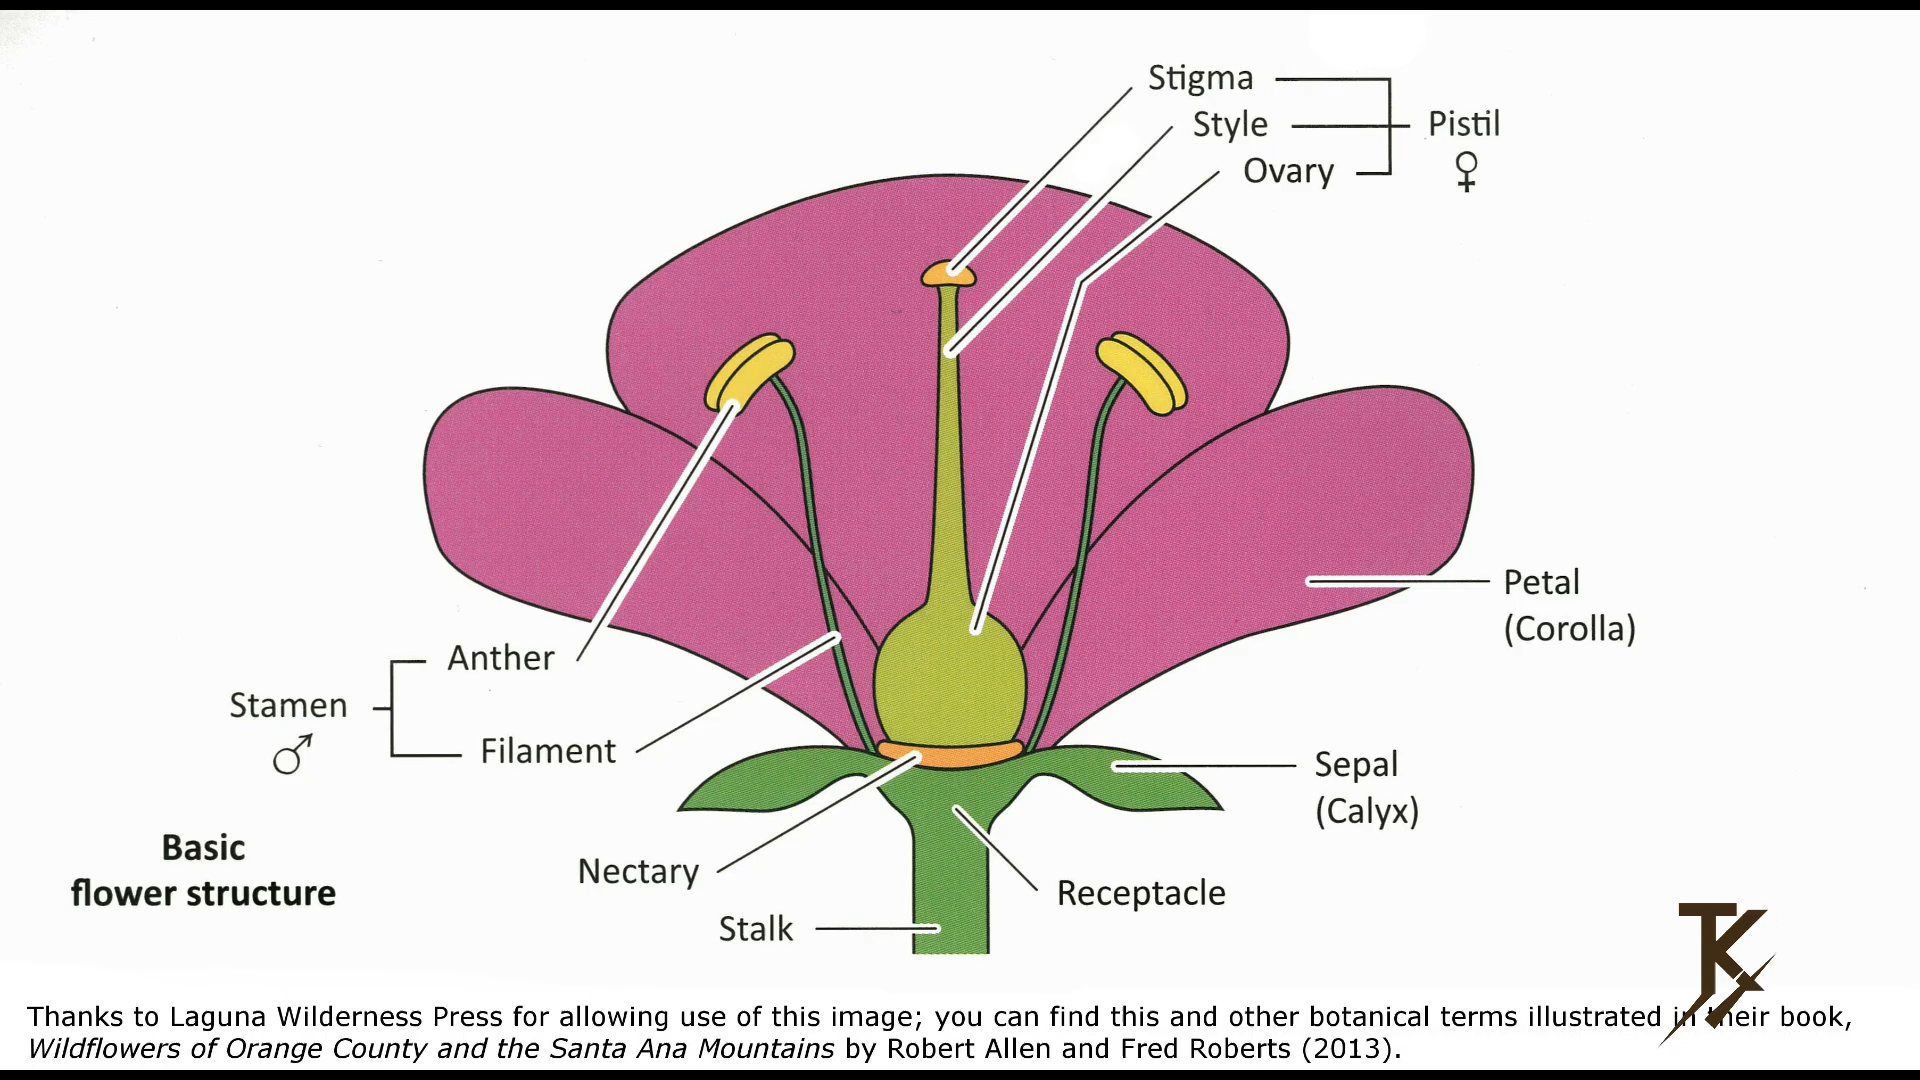 Stigma
Style
Ovary
Pistil
♀
Petal
(Corolla)
Anther
Stamen
♂
Filament
Sepal
(Calyx)
Basic
flower structure
Nectary
Receptacle
Stalk
TK
Thanks to Laguna Wilderness Press for allowing use of this image; you can find this and other botanical terms illustrated in their book,
Wildflowers of Orange County and the Santa Ana Mountains by Robert Allen and Fred Roberts (2013).